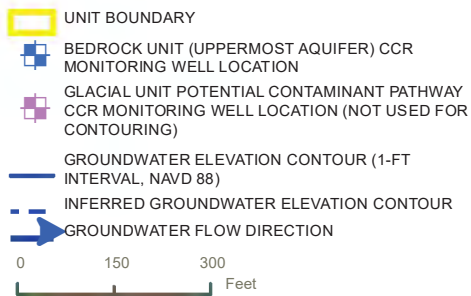 UNIT BOUNDARY
BEDROCK UNIT (UPPERMOST AQUIFER) CCR
MONITORING WELL LOCATION
GLACIAL UNIT POTENTIAL CONTAMINANT PATHWAY
CCR MONITORING WELL LOCATION (NOT USED FOR
CONTOURING)
GROUNDWATER ELEVATION CONTOUR (1-FT
INTERVAL, NAVD 88)
INFERRED GROUNDWATER ELEVATION CONTOUR
GROUNDWATER FLOW DIRECTION
0 150 300
Feet